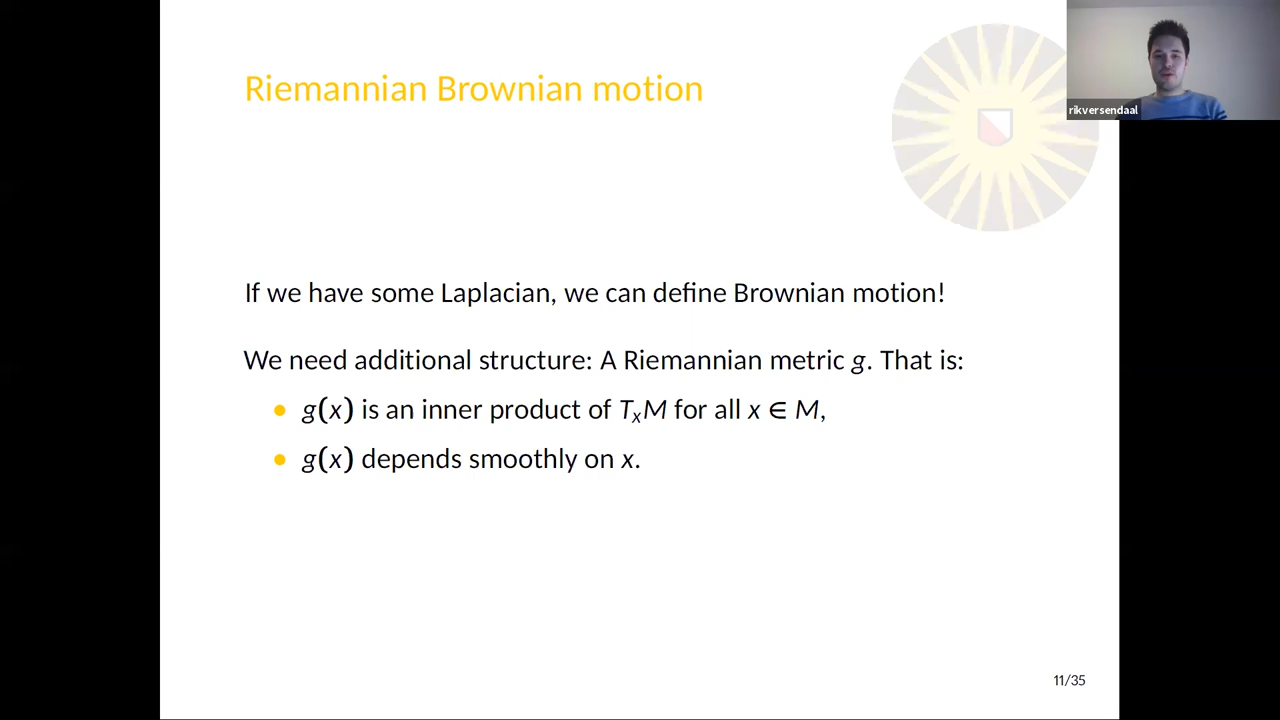 Riemannian Brownian motion
rikversendaal
If we have some Laplacian, we can define Brownian motion!
We need additional structure: A Riemannian metric g. That is:
• g(x) is an inner product of TₓM for all x ∈ M,
• g(x) depends smoothly on x.
11/35